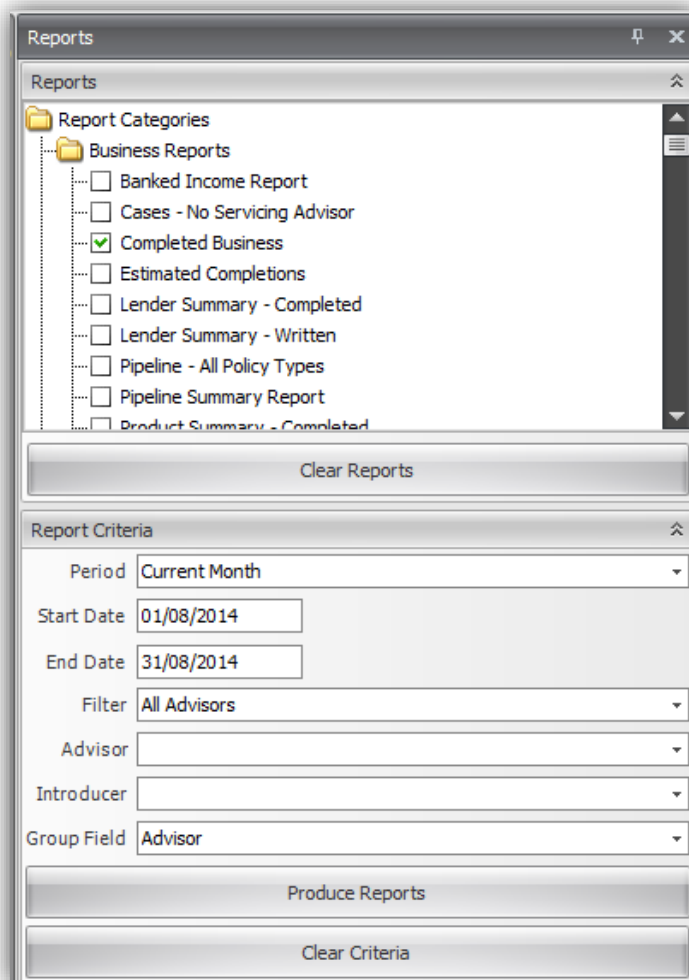 Reports
Reports
Report Categories
Business Reports
Banked Income Report
Cases - No Servicing Advisor
Completed Business
Estimated Completions
Lender Summary - Completed
Lender Summary - Written
Pipeline - All Policy Types
Pipeline Summary Report
Product Summary - Completed
Clear Reports
Report Criteria
Period Current Month
Start Date 01/08/2014
End Date 31/08/2014
Filter All Advisors
Advisor
Introducer
Group Field Advisor
Produce Reports
Clear Criteria